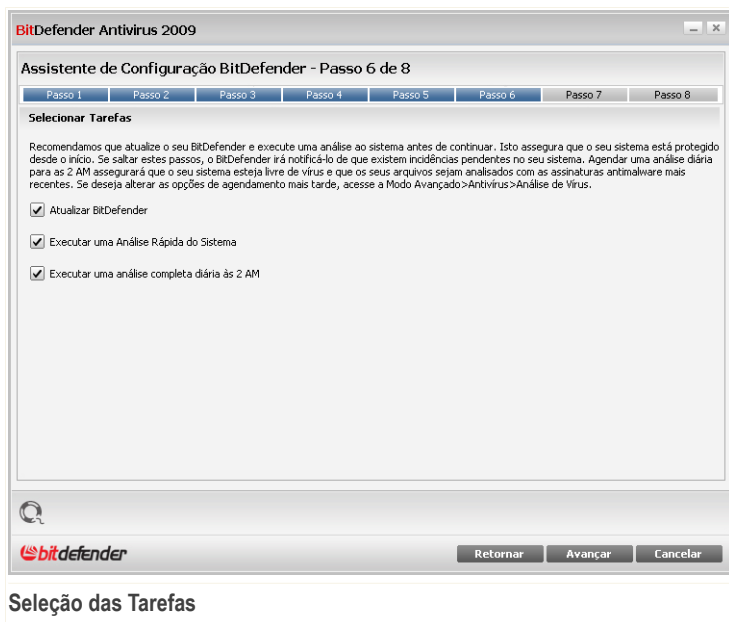 BitDefender Antivirus 2009
Assistente de Configuração BitDefender - Passo 6 de 8
Passo 1 Passo 2 Passo 3 Passo 4 Passo 5 Passo 6 Passo 7 Passo 8
Selecionar Tarefas
Recomendamos que atualize o seu BitDefender e execute uma análise ao sistema antes de continuar. Isto assegura que o seu sistema está protegido
desde o início. Se saltar estes passos, o BitDefender irá notificá-lo de que existem incidências pendentes no seu sistema. Agendar uma análise diária
para as 2 AM assegurará que o seu sistema esteja livre de vírus e que os seus arquivos sejam analisados com as assinaturas antimalware mais
recentes. Se deseja alterar as opções de agendamento mais tarde, acesse a Modo Avançado>Antivírus>Análise de Vírus.
Atualizar BitDefender
Executar uma Análise Rápida do Sistema
Executar uma análise completa diária às 2 AM
bitdefender
Retornar Avançar Cancelar
Seleção das Tarefas